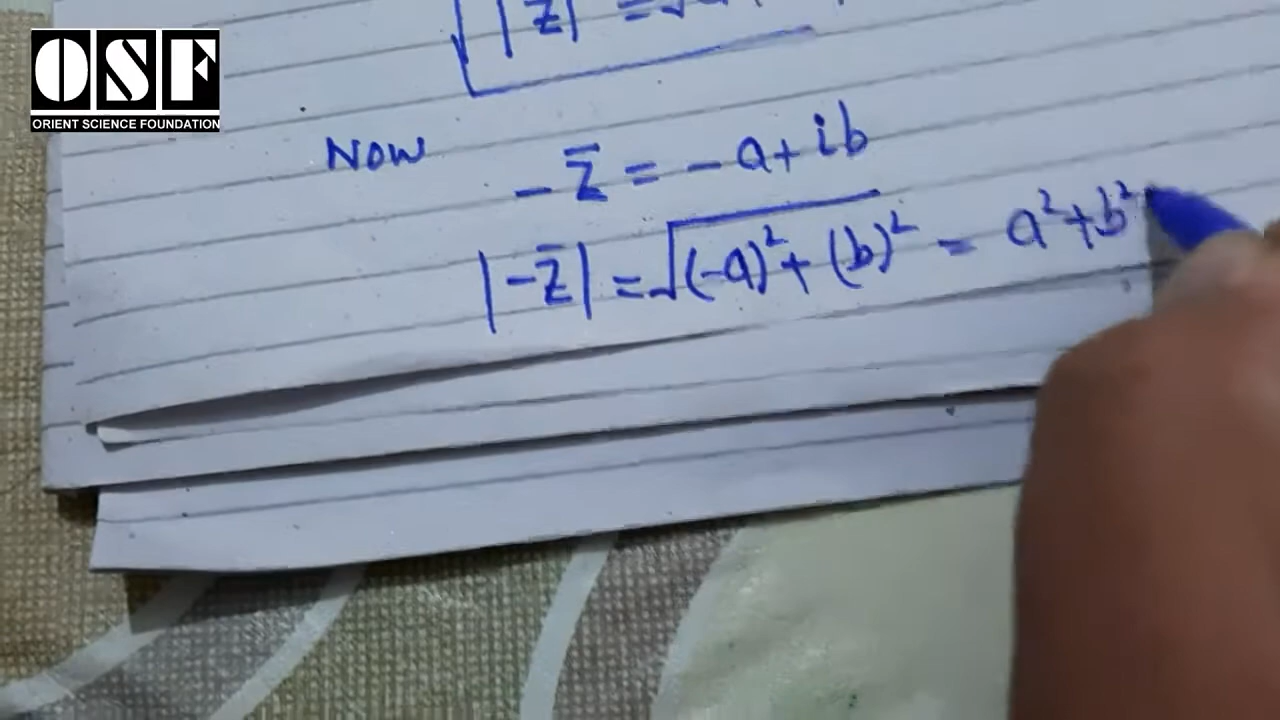 OSF
ORIENT SCIENCE FOUNDATION
|z̄| = √
Now
-z̄ = -a+ib
|-z̄| = √(-a)²+(b)² = a²+b²